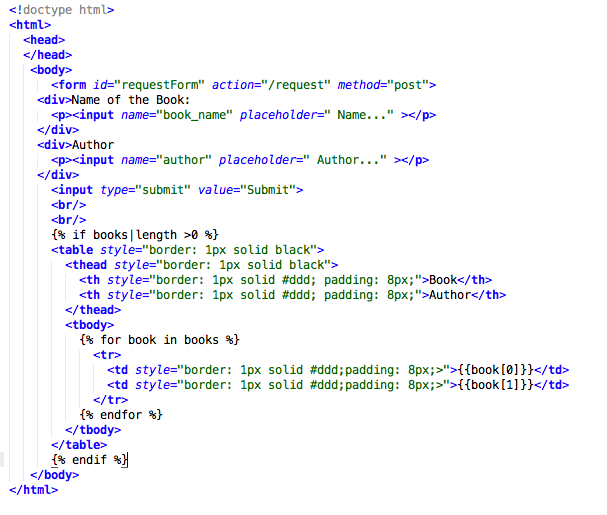 <!doctype html>
<html>
  <head>
  </head>
   <body>
      <form id="requestForm" action="/request" method="post">
    <div>Name of the Book:
      <p><input name="book_name" placeholder=" Name..." ></p>
    </div>
    <div>Author
      <p><input name="author" placeholder=" Author..." ></p>
    </div>
      <input type="submit" value="Submit">
      <br/>
      <br/>
      {% if books|length >0 %}
      <table style="border: 1px solid black">
        <thead style="border: 1px solid black">
          <th style="border: 1px solid #ddd; padding: 8px;">Book</th>
          <th style="border: 1px solid #ddd; padding: 8px;">Author</th>
        </thead>
        <tbody>
          {% for book in books %}
            <tr>
              <td style="border: 1px solid #ddd;padding: 8px;>">{{book[0]}}</td>
              <td style="border: 1px solid #ddd;padding: 8px;>">{{book[1]}}</td>
            </tr>
          {% endfor %}
        </tbody>
      </table>
      {% endif %}
   </body>
</html>